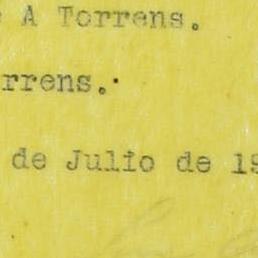 A Torrens.
rrens.
de Julio de 19